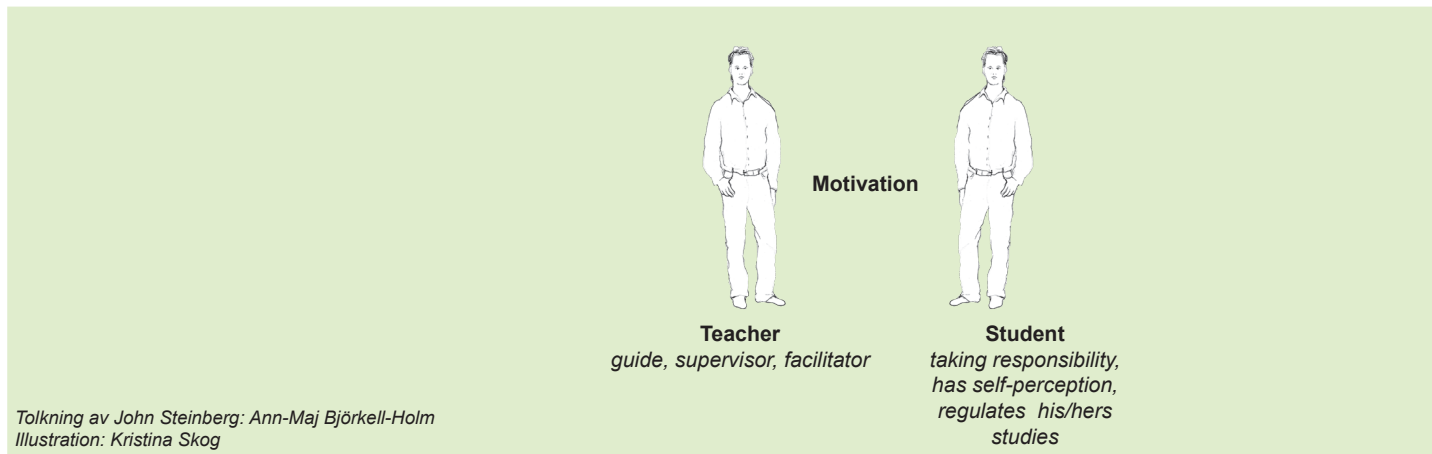 Motivation
Teacher
guide, supervisor, facilitator
Student
taking responsibility,
has self-perception,
regulates his/hers
studies
Tolkning av John Steinberg: Ann-Maj Björkell-Holm
Illustration: Kristina Skog